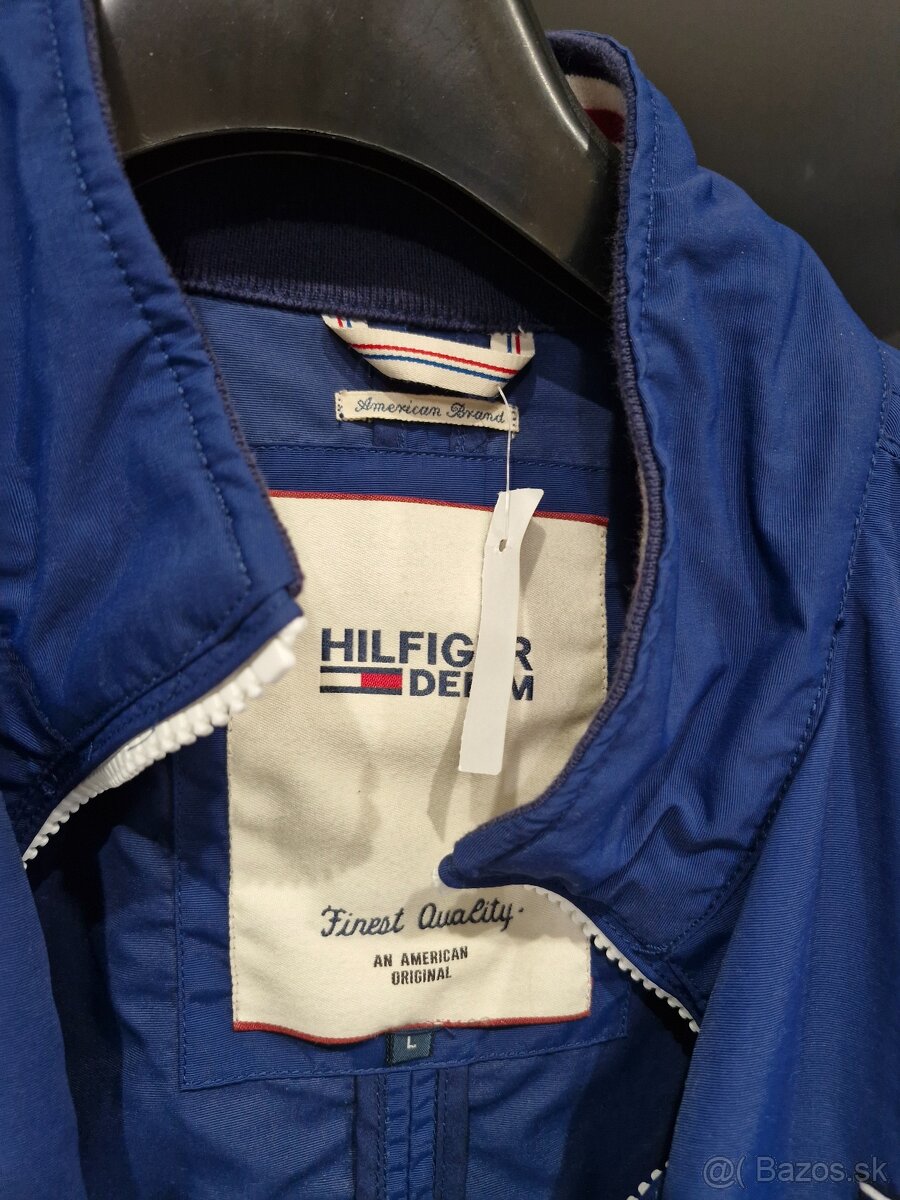 American Brand
HILFIGER
DENIM
Finest Quality.
AN AMERICAN
ORIGINAL
L
@( Bazos.sk